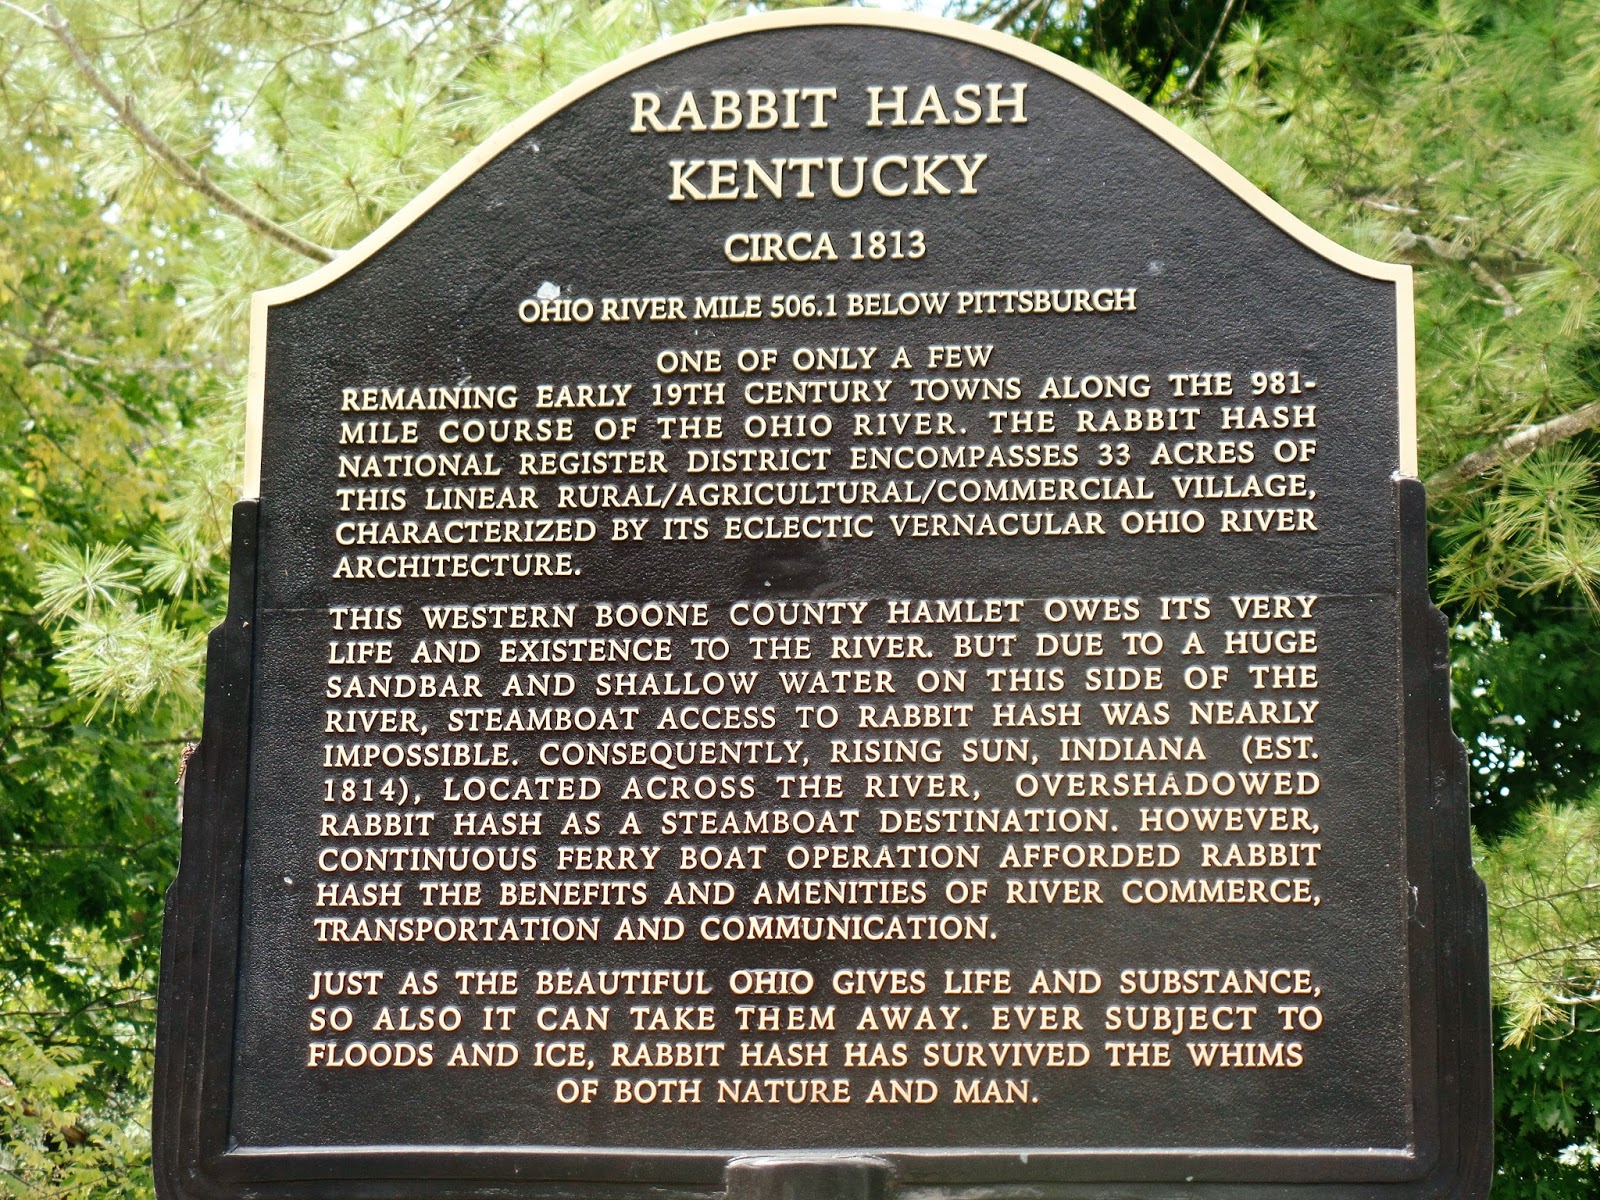 RABBIT HASH
KENTUCKY
CIRCA 1813
OHIO RIVER MILE 506.1 BELOW PITTSBURGH
ONE OF ONLY A FEW
REMAINING EARLY 19TH CENTURY TOWNS ALONG THE 981-
MILE COURSE OF THE OHIO RIVER. THE RABBIT HASH
NATIONAL REGISTER DISTRICT ENCOMPASSES 33 ACRES OF
THIS LINEAR RURAL/AGRICULTURAL/COMMERCIAL VILLAGE,
CHARACTERIZED BY ITS ECLECTIC VERNACULAR OHIO RIVER
ARCHITECTURE.
THIS WESTERN BOONE COUNTY HAMLET OWES ITS VERY
LIFE AND EXISTENCE TO THE RIVER. BUT DUE TO A HUGE
SANDBAR AND SHALLOW WATER ON THIS SIDE OF THE
RIVER, STEAMBOAT ACCESS TO RABBIT HASH WAS NEARLY
IMPOSSIBLE. CONSEQUENTLY, RISING SUN, INDIANA (EST.
1814), LOCATED ACROSS THE RIVER, OVERSHADOWED
RABBIT HASH AS A STEAMBOAT DESTINATION. HOWEVER,
CONTINUOUS FERRY BOAT OPERATION AFFORDED RABBIT
HASH THE BENEFITS AND AMENITIES OF RIVER COMMERCE,
TRANSPORTATION AND COMMUNICATION.
JUST AS THE BEAUTIFUL OHIO GIVES LIFE AND SUBSTANCE,
SO ALSO IT CAN TAKE THEM AWAY. EVER SUBJECT TO
FLOODS AND ICE, RABBIT HASH HAS SURVIVED THE WHIMS
OF BOTH NATURE AND MAN.